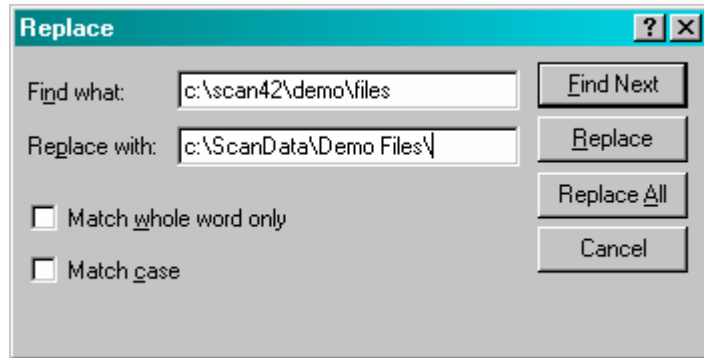 Replace
Find what: c:\scan42\demo\files Find Next
Replace with: c:\ScanData\Demo Files\ Replace
Replace All
Match whole word only
Cancel
Match case